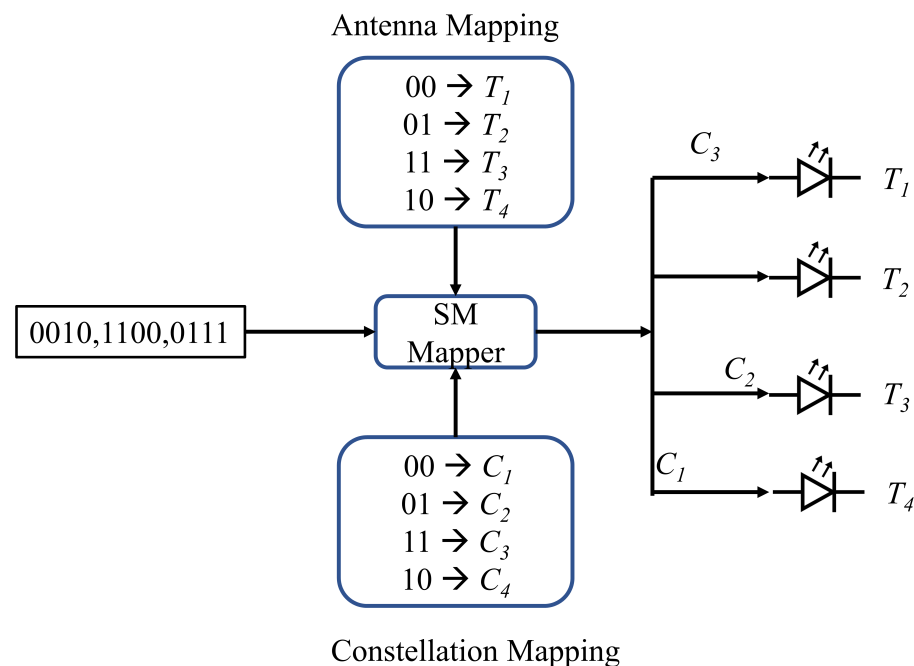 Antenna Mapping
00 → T1
01 → T2
11 → T3
10 → T4
0010,1100,0111
SM
Mapper
00 → C1
01 → C2
11 → C3
10 → C4
Constellation Mapping
C3
T1
T2
C2
T3
C1
T4